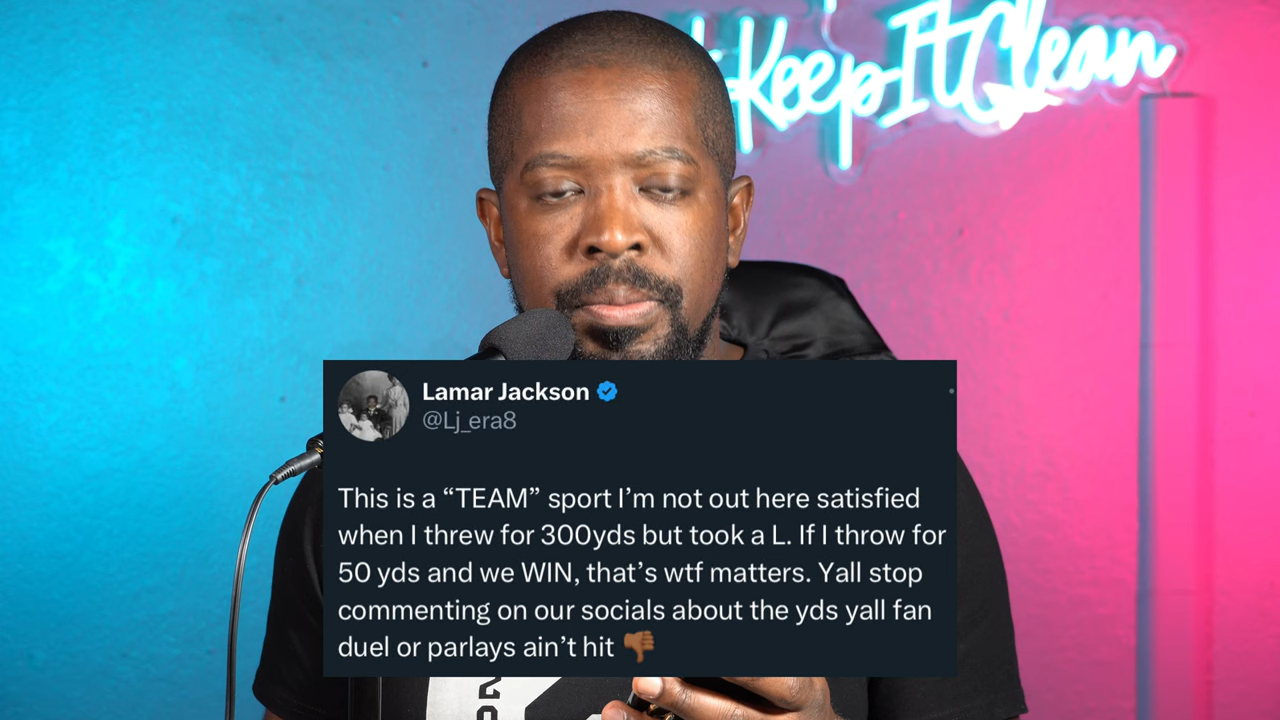 KeepItClean
Lamar Jackson
@Lj_era8
This is a “TEAM” sport I’m not out here satisfied
when I threw for 300yds but took a L. If I throw for
50 yds and we WIN, that’s wtf matters. Yall stop
commenting on our socials about the yds yall fan
duel or parlays ain’t hit 👎🏾